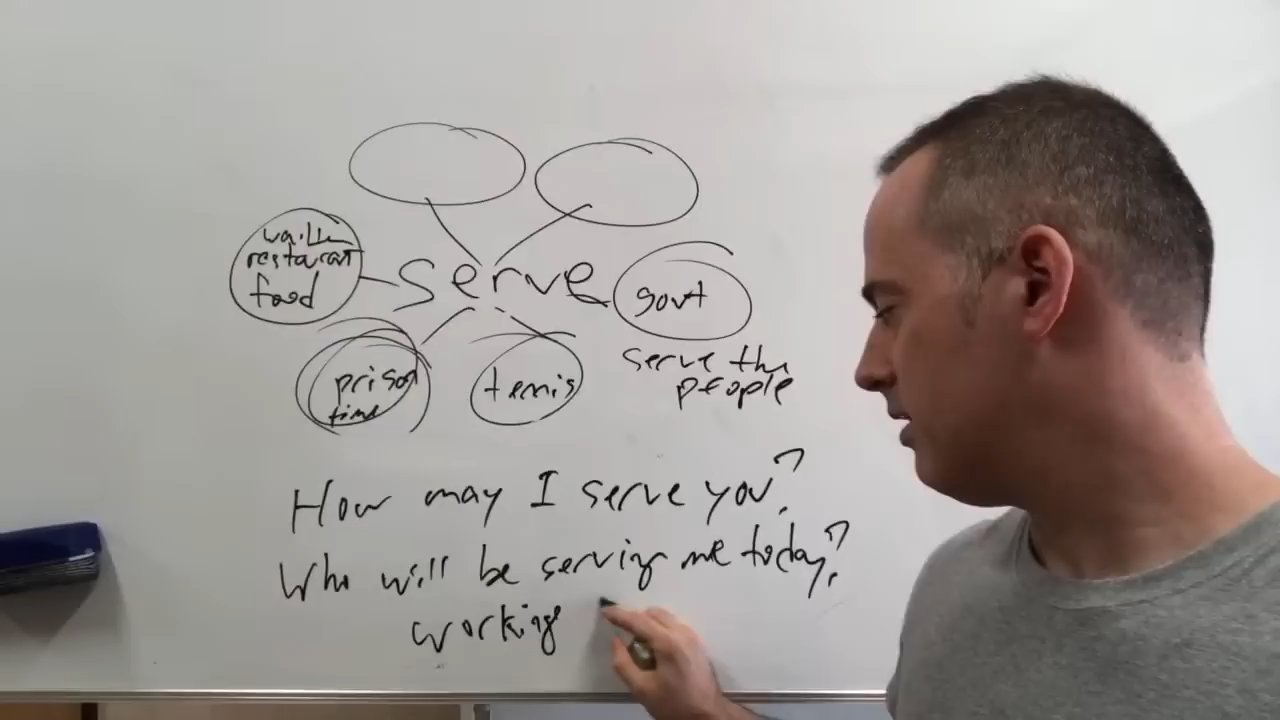 restaurant
food
serve
govt
serve the
people
prison
time
tennis
How may I serve you?
Who will be serving me today?
working